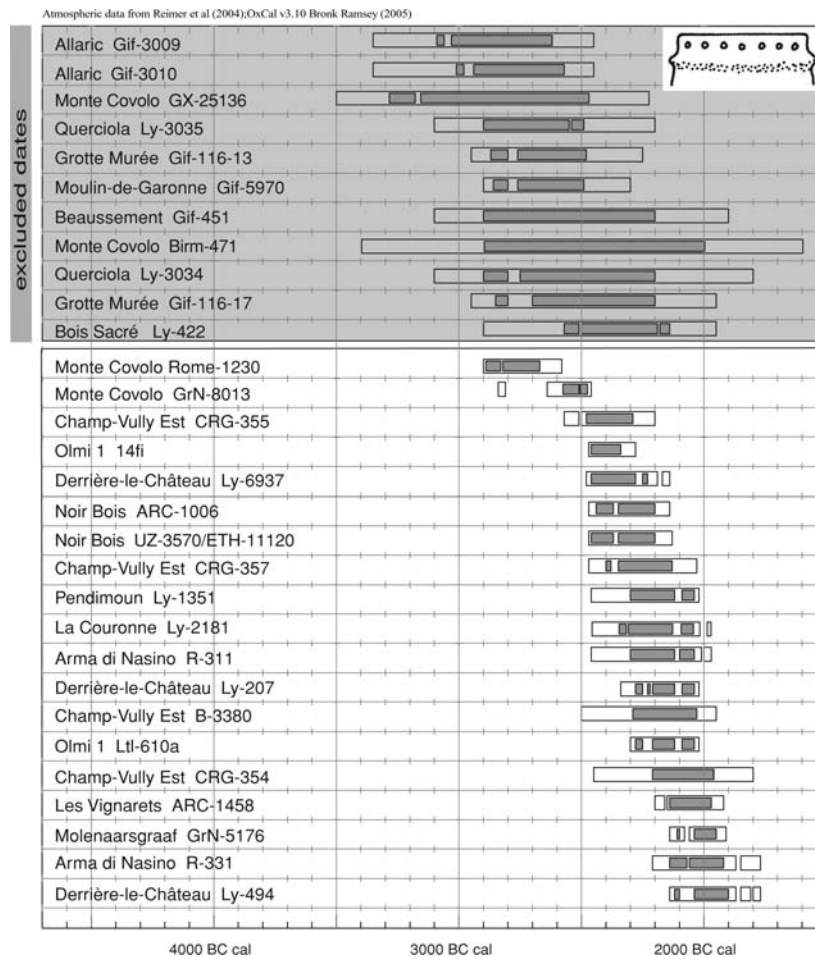 Atmospheric data from Reimer et al (2004);OxCal v3.10 Bronk Ramsey (2005)
excluded dates
Allaric Gif-3009
Allaric Gif-3010
Monte Covolo GX-25136
Querciola Ly-3035
Grotte Murée Gif-116-13
Moulin-de-Garonne Gif-5970
Beaussement Gif-451
Monte Covolo Birm-471
Querciola Ly-3034
Grotte Murée Gif-116-17
Bois Sacré Ly-422
Monte Covolo Rome-1230
Monte Covolo GrN-8013
Champ-Vully Est CRG-355
Olmi 1 14fi
Derrière-le-Château Ly-6937
Noir Bois ARC-1006
Noir Bois UZ-3570/ETH-11120
Champ-Vully Est CRG-357
Pendimoun Ly-1351
La Couronne Ly-2181
Arma di Nasino R-311
Derrière-le-Château Ly-207
Champ-Vully Est B-3380
Olmi 1 Ltl-610a
Champ-Vully Est CRG-354
Les Vignarets ARC-1458
Molenaarsgraaf GrN-5176
Arma di Nasino R-331
Derrière-le-Château Ly-494
4000 BC cal 3000 BC cal 2000 BC cal